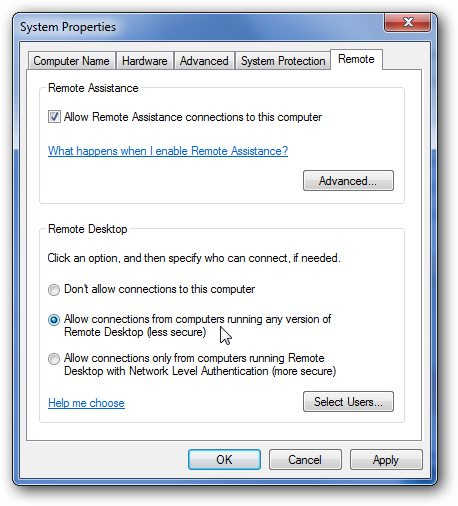 System Properties
Computer Name Hardware Advanced System Protection Remote
Remote Assistance
Allow Remote Assistance connections to this computer
What happens when I enable Remote Assistance?
Advanced...
Remote Desktop
Click an option, and then specify who can connect, if needed.
Don't allow connections to this computer
Allow connections from computers running any version of
Remote Desktop (less secure)
Allow connections only from computers running Remote
Desktop with Network Level Authentication (more secure)
Help me choose
Select Users...
OK Cancel Apply